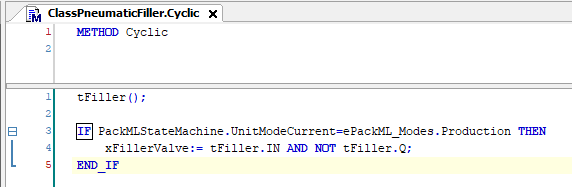 ClassPneumaticFiller.Cyclic
1 METHOD Cyclic
2
1 tFiller();
2
3 IF PackMLStateMachine.UnitModeCurrent=ePackML_Modes.Production THEN
4 xFillerValve:= tFiller.IN AND NOT tFiller.Q;
5 END_IF